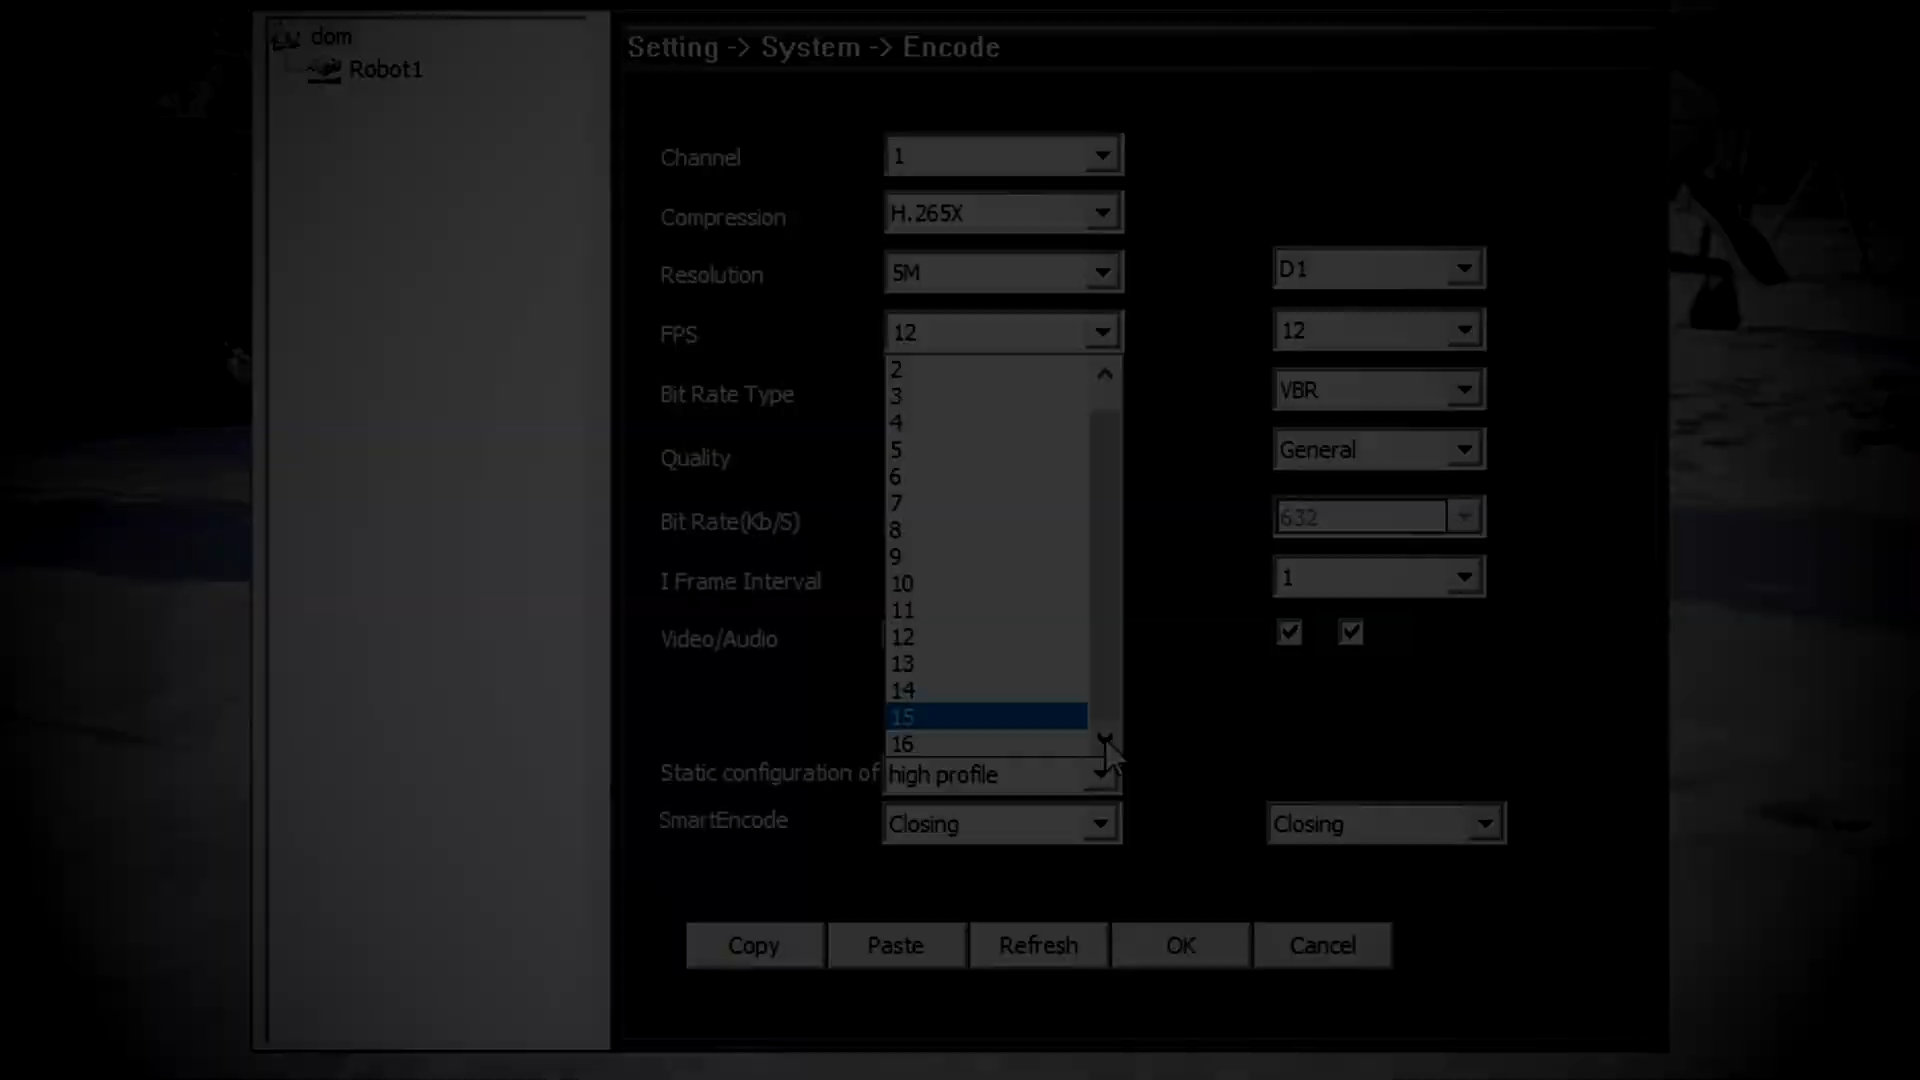 dom
Robot1
Setting -> System -> Encode
Channel 1
Compression H.265X
Resolution 5M D1
FPS 12 12
2
3
Bit Rate Type VBR
4
5
Quality General
6
7
Bit Rate(Kb/S) 632
8
9
I Frame Interval 1
10
11
12
Video/Audio
13
14
15
16
Static configuration of high profile
SmartEncode Closing Closing
Copy Paste Refresh OK Cancel